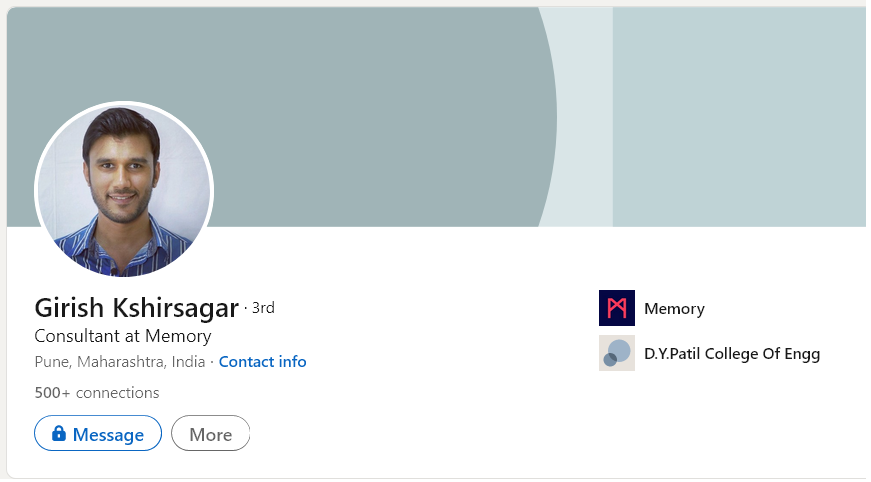 Girish Kshirsagar · 3rd
Consultant at Memory
Pune, Maharashtra, India · Contact info
500+ connections
Message
More
Memory
D.Y.Patil College Of Engg